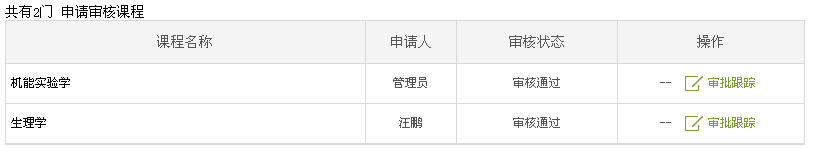 共有2门 申请审核课程
课程名称 申请人 审核状态 操作
机能实验学 管理员 审核通过 -- 审批跟踪
生理学 汪鹏 审核通过 -- 审批跟踪